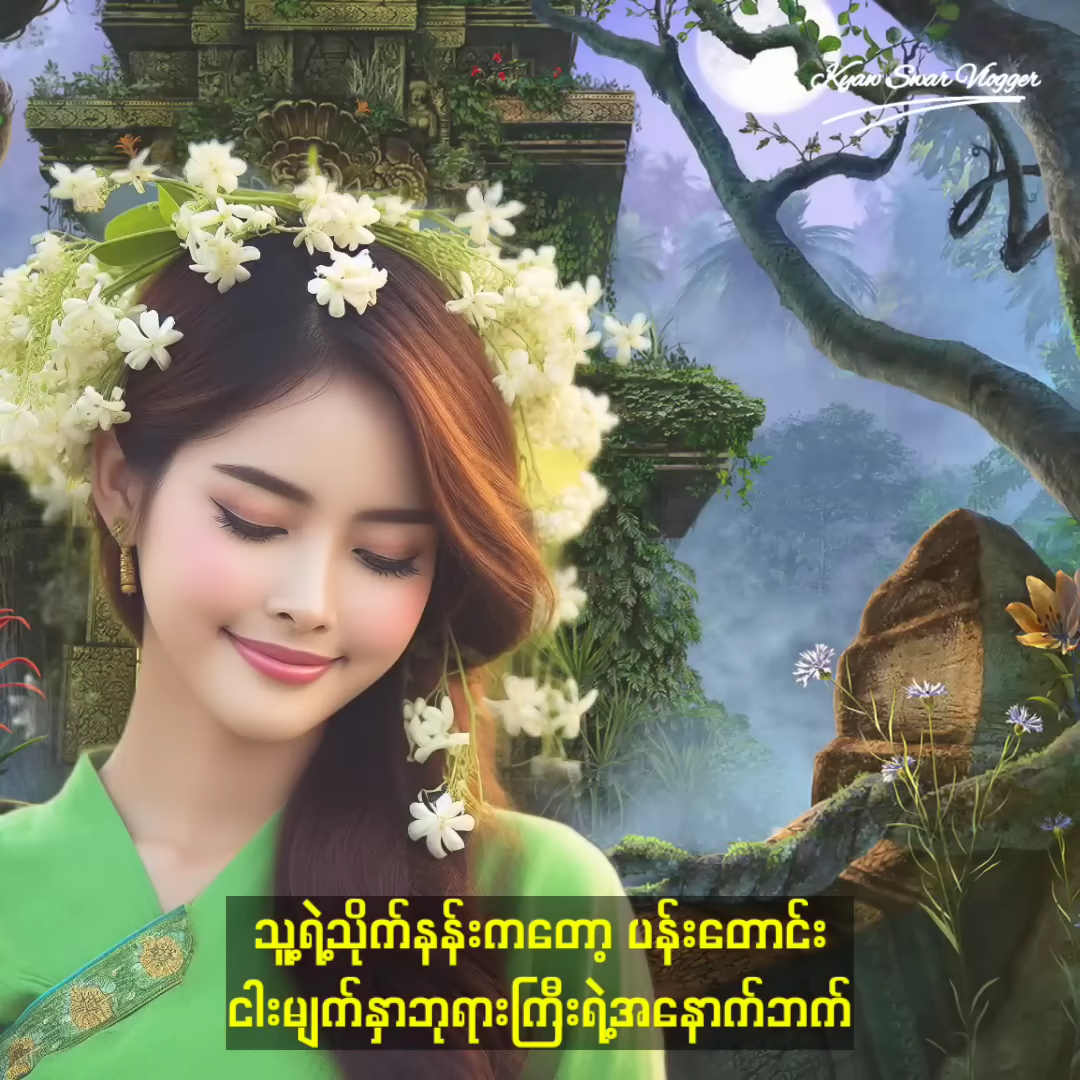 Kyaw Swar Vlogger
သူ့ရဲ့သိုက်နန်းကတော့ ပန်းတောင်း
ငါးမျက်နှာဘုရားကြီးရဲ့အနောက်ဘက်